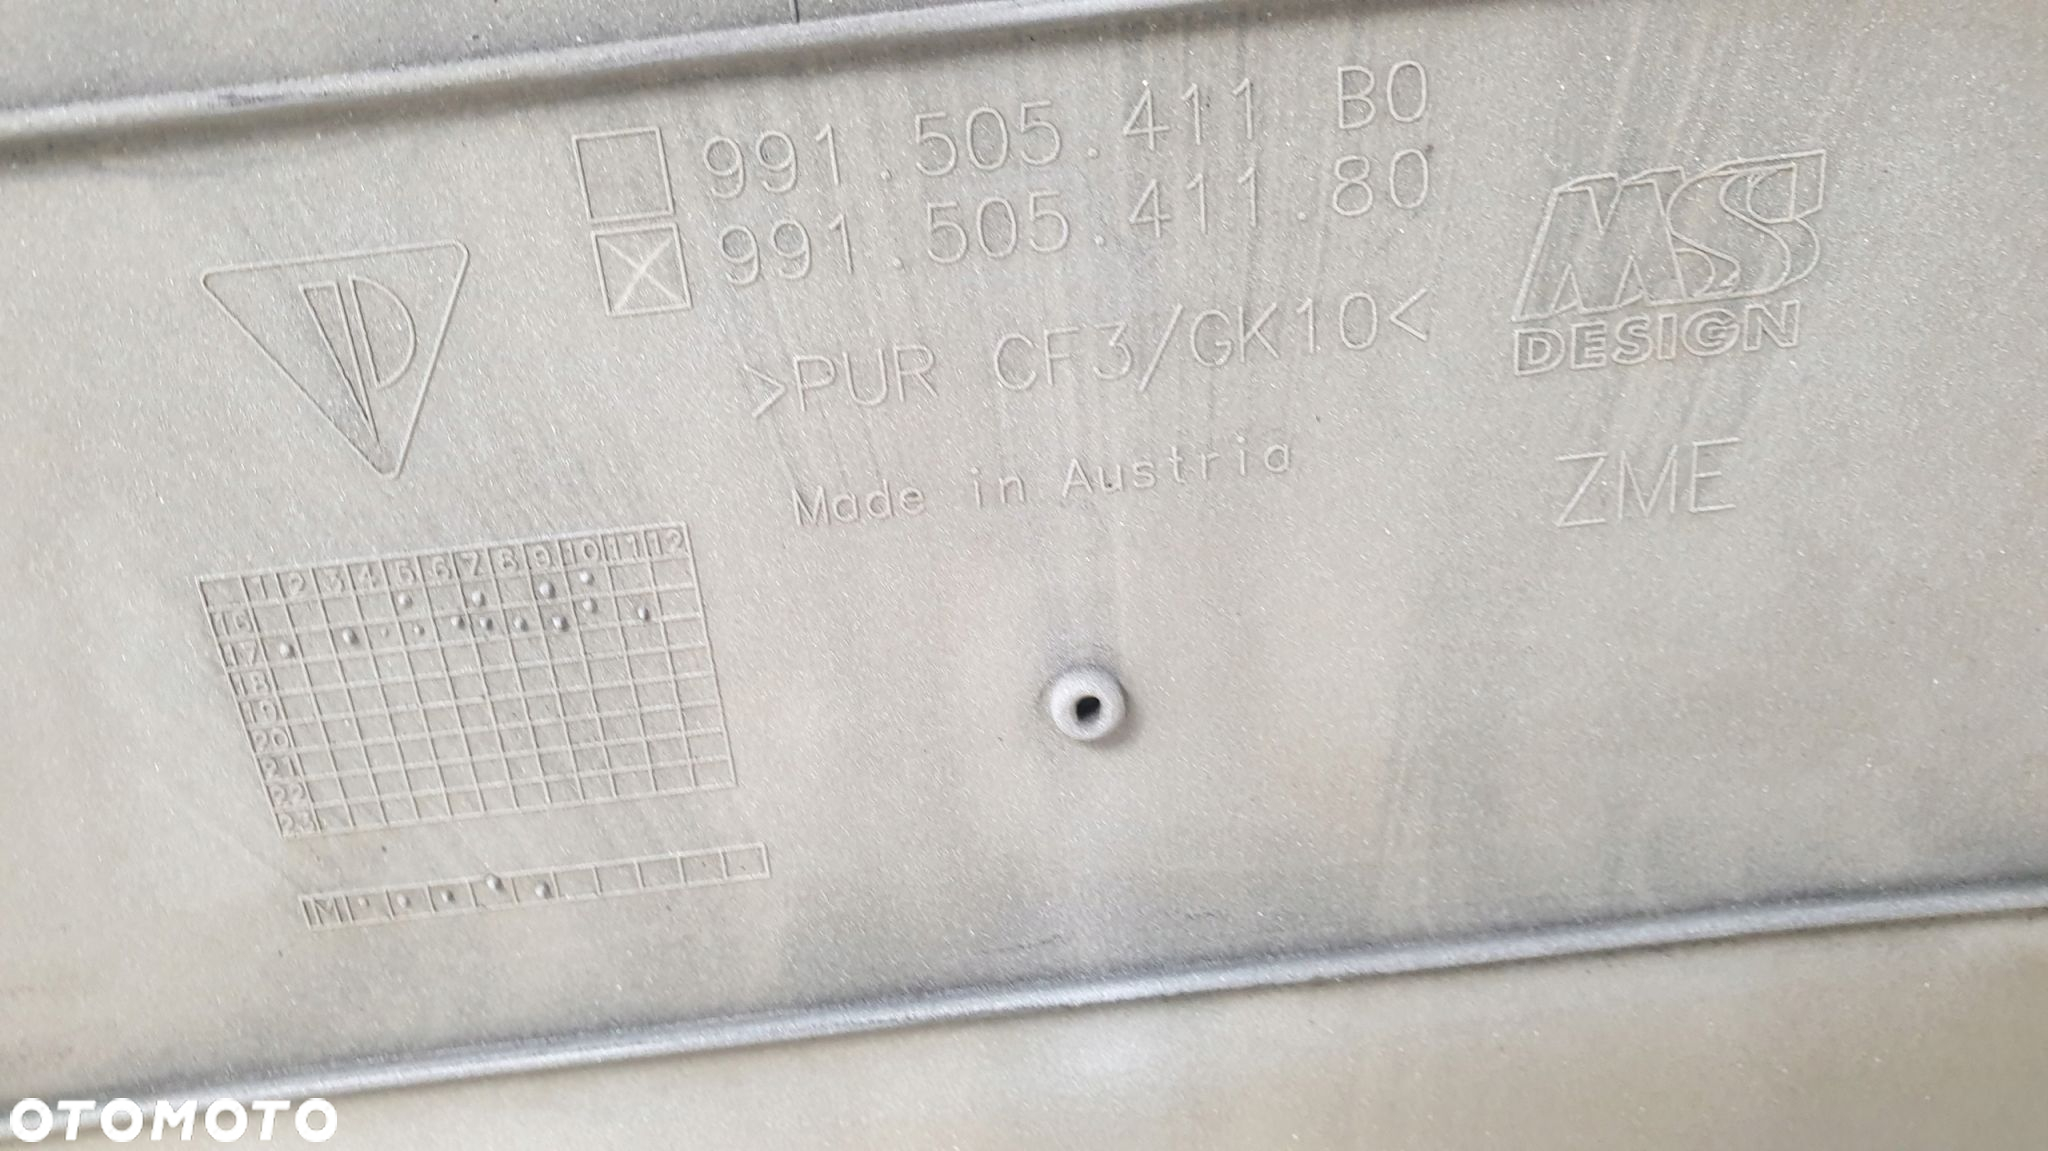 991.505.411 B0
991.505.411.80
>PUR CF3/GK10<
Made in Austria
MSS
DESIGN
ZME
1 2 3 4 5 6 7 8 9 10 11 12
16
17
18
19
20
21
22
23
M
OTOMOTO